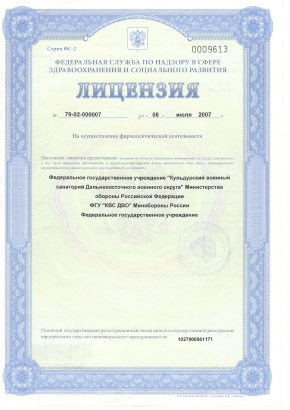 Серия ФС-2
0009613
ФЕДЕРАЛЬНАЯ СЛУЖБА ПО НАДЗОРУ В СФЕРЕ
ЗДРАВООХРАНЕНИЯ И СОЦИАЛЬНОГО РАЗВИТИЯ
ЛИЦЕНЗИЯ
№ 79-02-000007 от « 06 » июля 2007 г.
На осуществление фармацевтической деятельности
Настоящая лицензия предоставлена
Федеральное государственное учреждение "Кульдурский военный
санаторий Дальневосточного военного округа" Министерства
обороны Российской Федерации
ФГУ "КВС ДВО" Минобороны России
Федеральное государственное учреждение
Основной государственный регистрационный номер записи о государственной регистрации
юридического лица или индивидуального предпринимателя 1027900561171